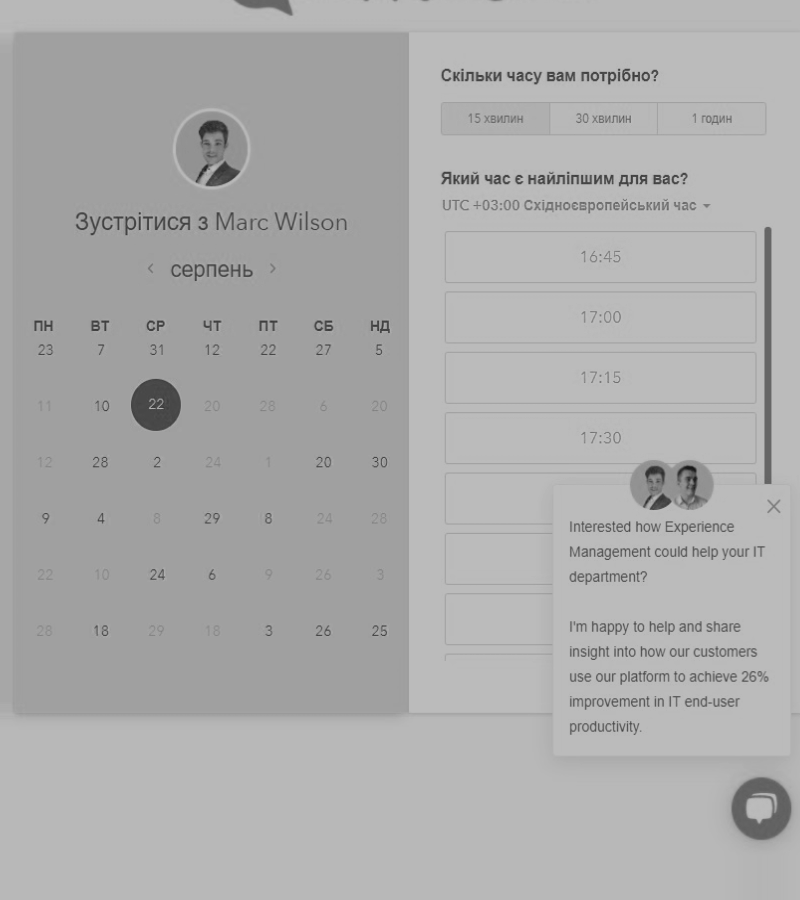 Зустрітися з Marc Wilson
серпень
ПН ВТ СР ЧТ ПТ СБ НД
23 7 31 12 22 27 5
11 10 22 20 28 6 20
12 28 2 24 1 20 30
9 4 8 29 8 24 28
22 10 24 6 9 26 3
28 18 29 18 3 26 25
Скільки часу вам потрібно?
15 хвилин 30 хвилин 1 годин
Який час є найліпшим для вас?
UTC +03:00 Східноєвропейський час
16:45
17:00
17:15
17:30
Interested how Experience
Management could help your IT
department?
I'm happy to help and share
insight into how our customers
use our platform to achieve 26%
improvement in IT end-user
productivity.